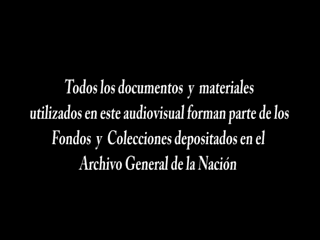 Todos los documentos y materiales
utilizados en este audiovisual forman parte de los
Fondos y Colecciones depositados en el
Archivo General de la Nación